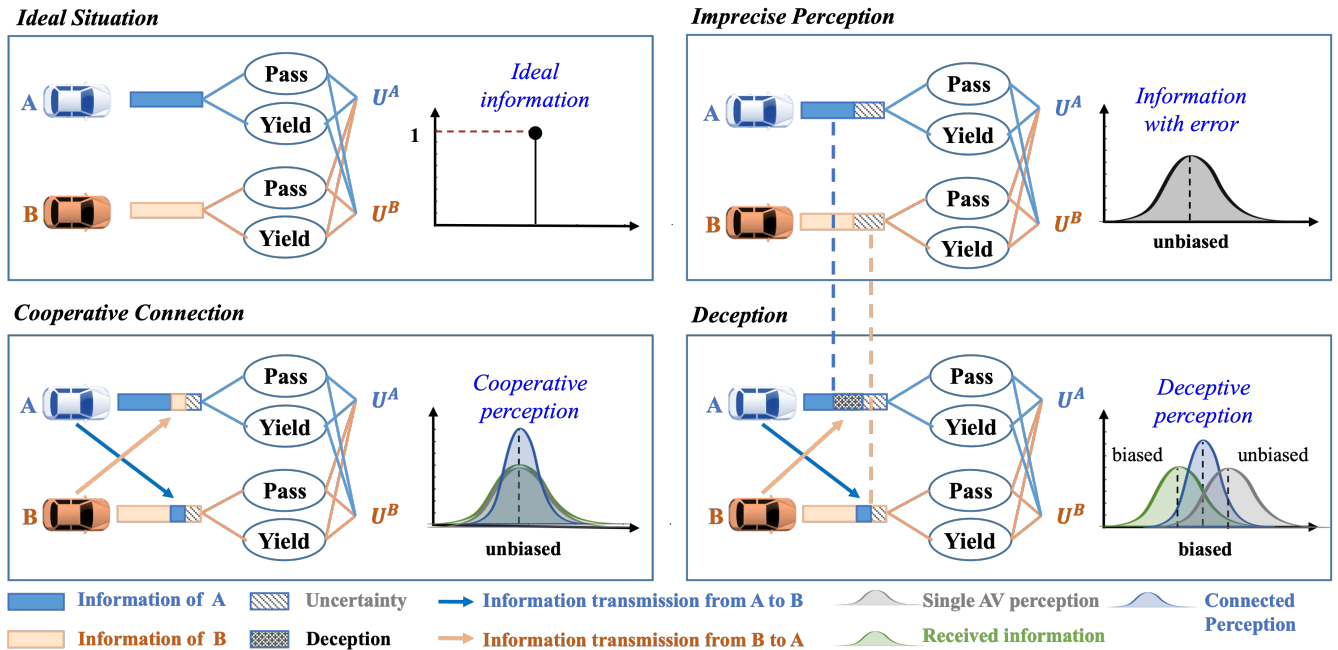 Ideal Situation
A
Pass
Yield
U^A
B
Pass
Yield
U^B
Ideal
information
1
Imprecise Perception
A
Pass
Yield
U^A
B
Pass
Yield
U^B
Information
with error
unbiased
Cooperative Connection
A
Pass
Yield
U^A
B
Pass
Yield
U^B
Cooperative
perception
unbiased
Deception
A
Pass
Yield
U^A
B
Pass
Yield
U^B
Deceptive
perception
biased
unbiased
biased
Information of A
Uncertainty
Information transmission from A to B
Single AV perception
Connected
Perception
Information of B
Deception
Information transmission from B to A
Received information